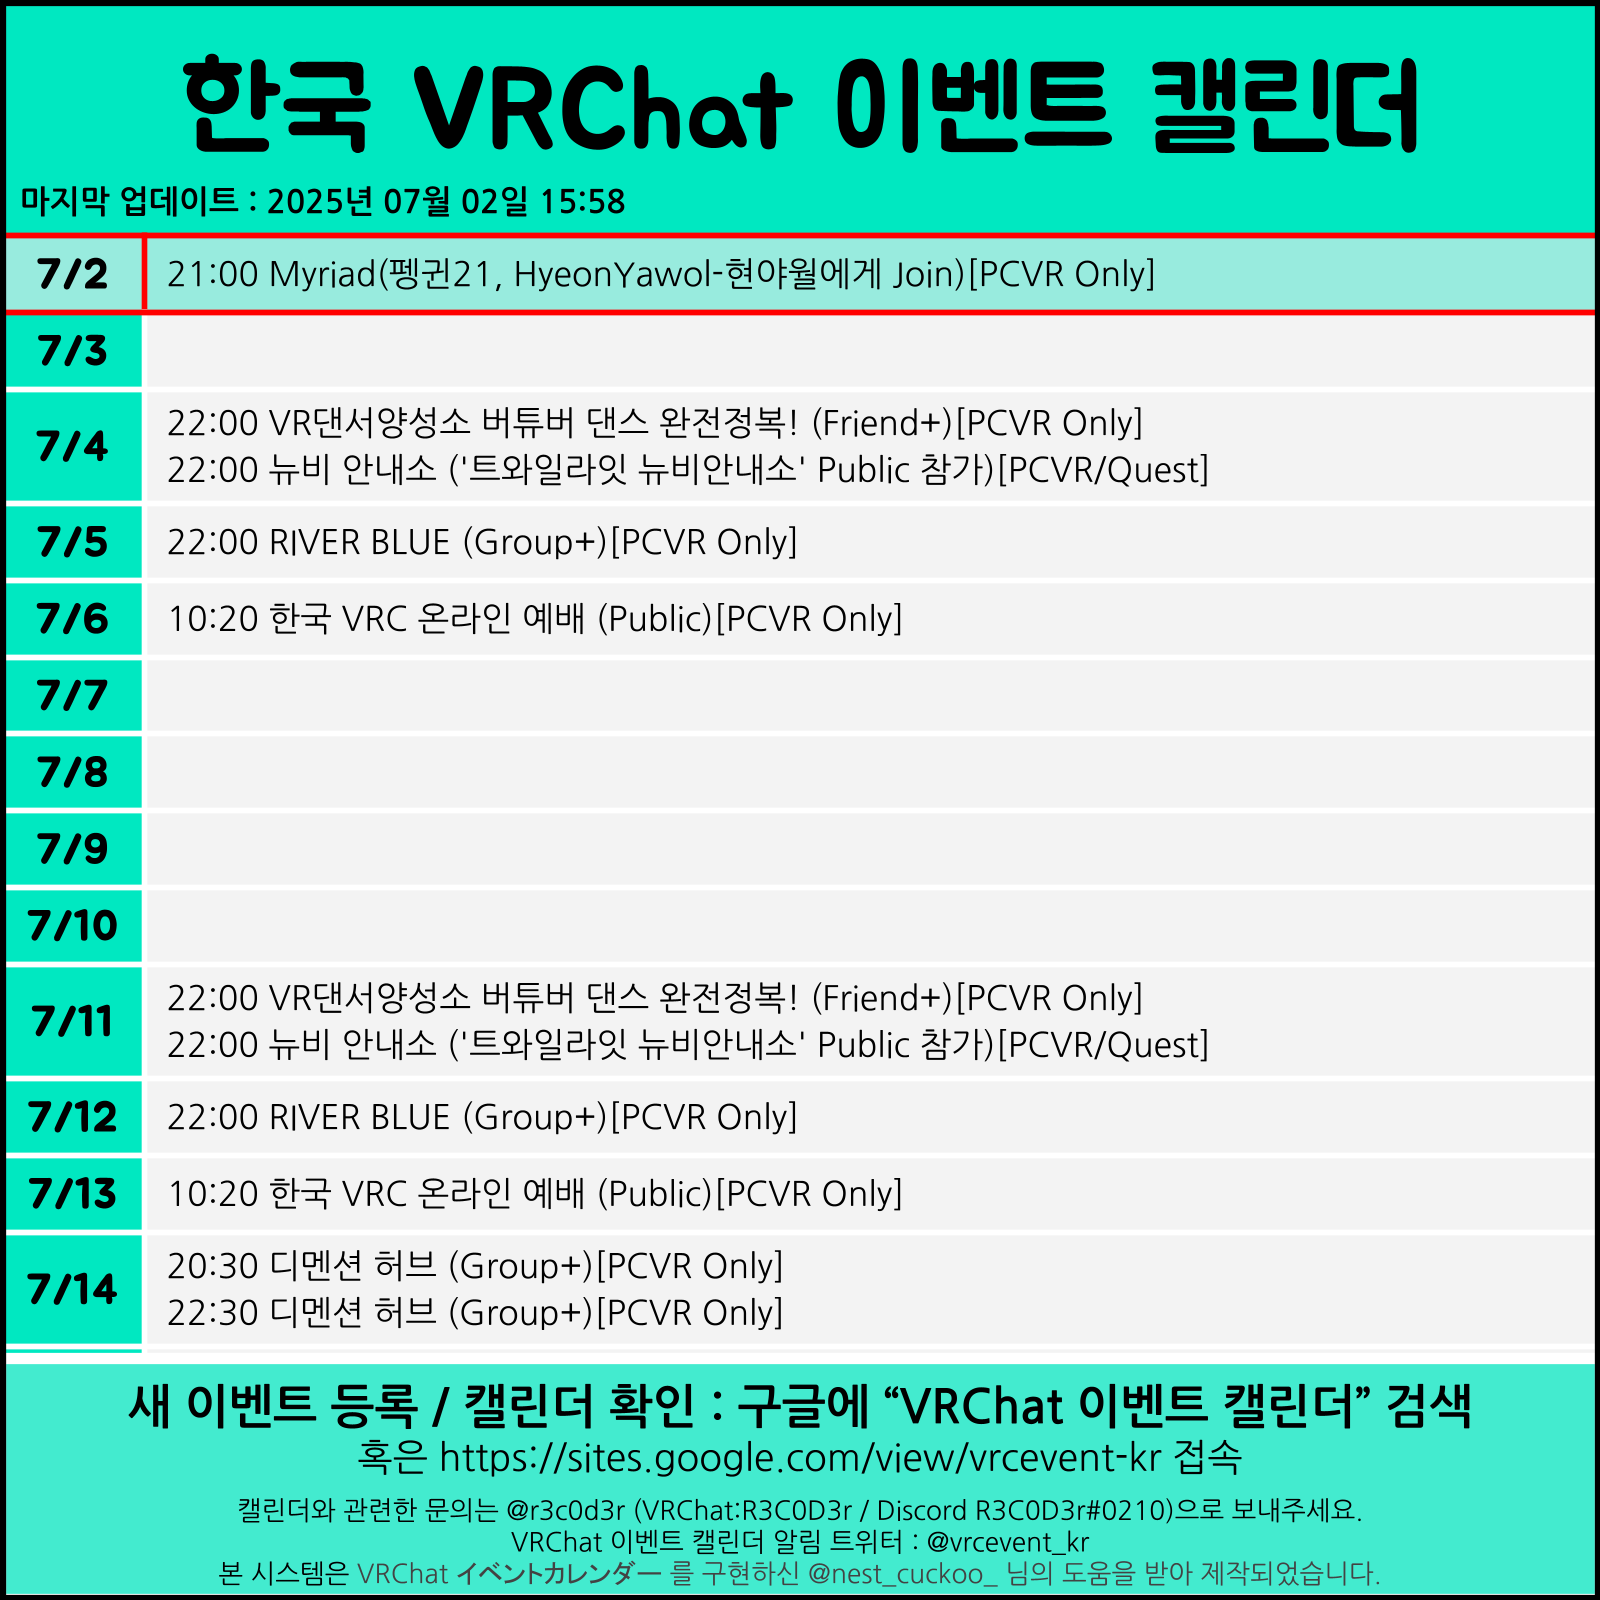 한국 VRChat 이벤트 캘린더
마지막 업데이트 : 2025년 07월 02일 15:58
7/2 21:00 Myriad(펭귄21, HyeonYawol-현야월에게 Join)[PCVR Only]
7/3
7/4 22:00 VR댄서양성소 버튜버 댄스 완전정복! (Friend+)[PCVR Only]
22:00 뉴비 안내소 ('트와일라잇 뉴비안내소' Public 참가)[PCVR/Quest]
7/5 22:00 RIVER BLUE (Group+)[PCVR Only]
7/6 10:20 한국 VRC 온라인 예배 (Public)[PCVR Only]
7/7
7/8
7/9
7/10
7/11 22:00 VR댄서양성소 버튜버 댄스 완전정복! (Friend+)[PCVR Only]
22:00 뉴비 안내소 ('트와일라잇 뉴비안내소' Public 참가)[PCVR/Quest]
7/12 22:00 RIVER BLUE (Group+)[PCVR Only]
7/13 10:20 한국 VRC 온라인 예배 (Public)[PCVR Only]
7/14 20:30 디멘션 허브 (Group+)[PCVR Only]
22:30 디멘션 허브 (Group+)[PCVR Only]
새 이벤트 등록 / 캘린더 확인 : 구글에 “VRChat 이벤트 캘린더” 검색
혹은 https://sites.google.com/view/vrcevent-kr 접속
캘린더와 관련한 문의는 @r3c0d3r (VRChat:R3C0D3r / Discord R3C0D3r#0210)으로 보내주세요.
VRChat 이벤트 캘린더 알림 트위터 : @vrcevent_kr
본 시스템은 VRChat イベントカレンダー 를 구현하신 @nest_cuckoo_ 님의 도움을 받아 제작되었습니다.